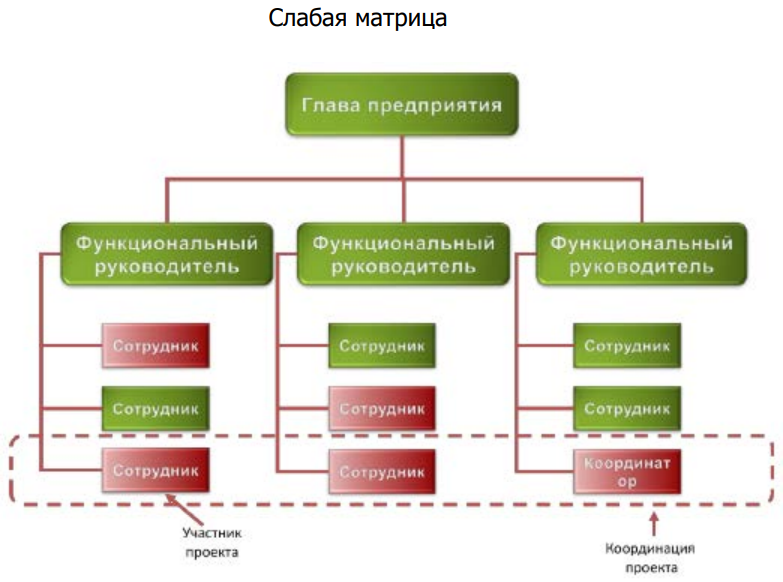 Слабая матрица
Глава предприятия
Функциональный
руководитель
Функциональный
руководитель
Функциональный
руководитель
Сотрудник
Сотрудник
Сотрудник
Сотрудник
Сотрудник
Сотрудник
Сотрудник
Сотрудник
Координат
ор
Участник
проекта
Координация
проекта